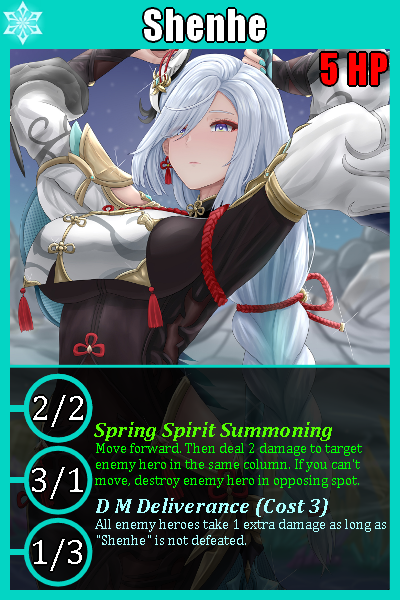 Shenhe
5 HP
2/2
Spring Spirit Summoning
Move forward. Then deal 2 damage to target
enemy hero in the same column. If you can't
move, destroy enemy hero in opposing spot.
3/1
D M Deliverance (Cost 3)
All enemy heroes take 1 extra damage as long as
"Shenhe" is not defeated.
1/3